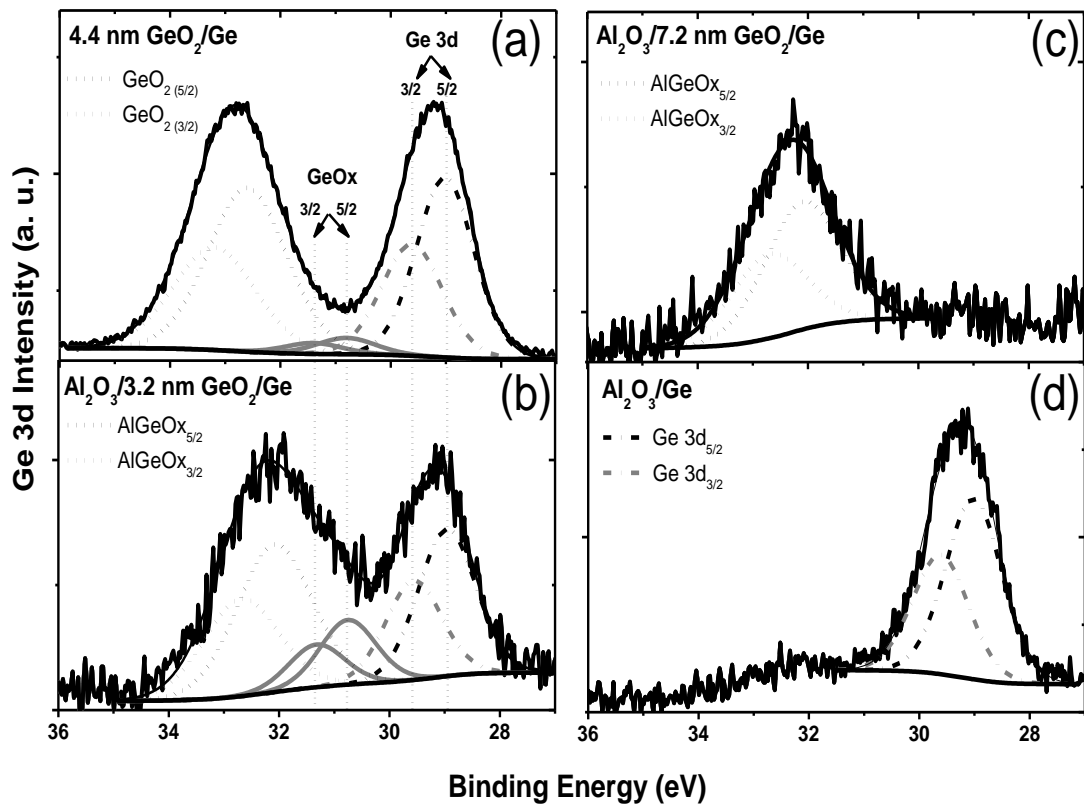 Ge 3d Intensity (a. u.)
4.4 nm GeO₂/Ge
(a)
GeO₂ (5/2)
GeO₂ (3/2)
Ge 3d
3/2 5/2
GeOx
3/2 5/2
Al₂O₃/3.2 nm GeO₂/Ge
(b)
AlGeOx₅/₂
AlGeOx₃/₂
36 34 32 30 28
Al₂O₃/7.2 nm GeO₂/Ge
(c)
AlGeOx₅/₂
AlGeOx₃/₂
Al₂O₃/Ge
(d)
Ge 3d₅/₂
Ge 3d₃/₂
36 34 32 30 28
Binding Energy (eV)